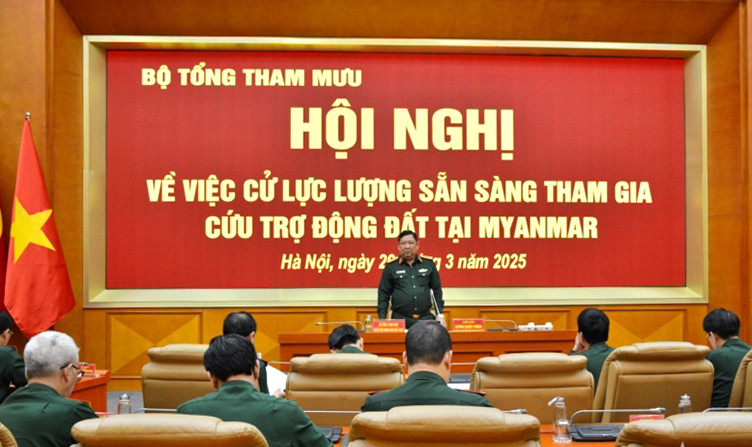 BỘ TỔNG THAM MƯU
HỘI NGHỊ
VỀ VIỆC CỬ LỰC LƯỢNG SẴN SÀNG THAM GIA
CỨU TRỢ ĐỘNG ĐẤT TẠI MYANMAR
Hà Nội, ngày 3 năm 2025